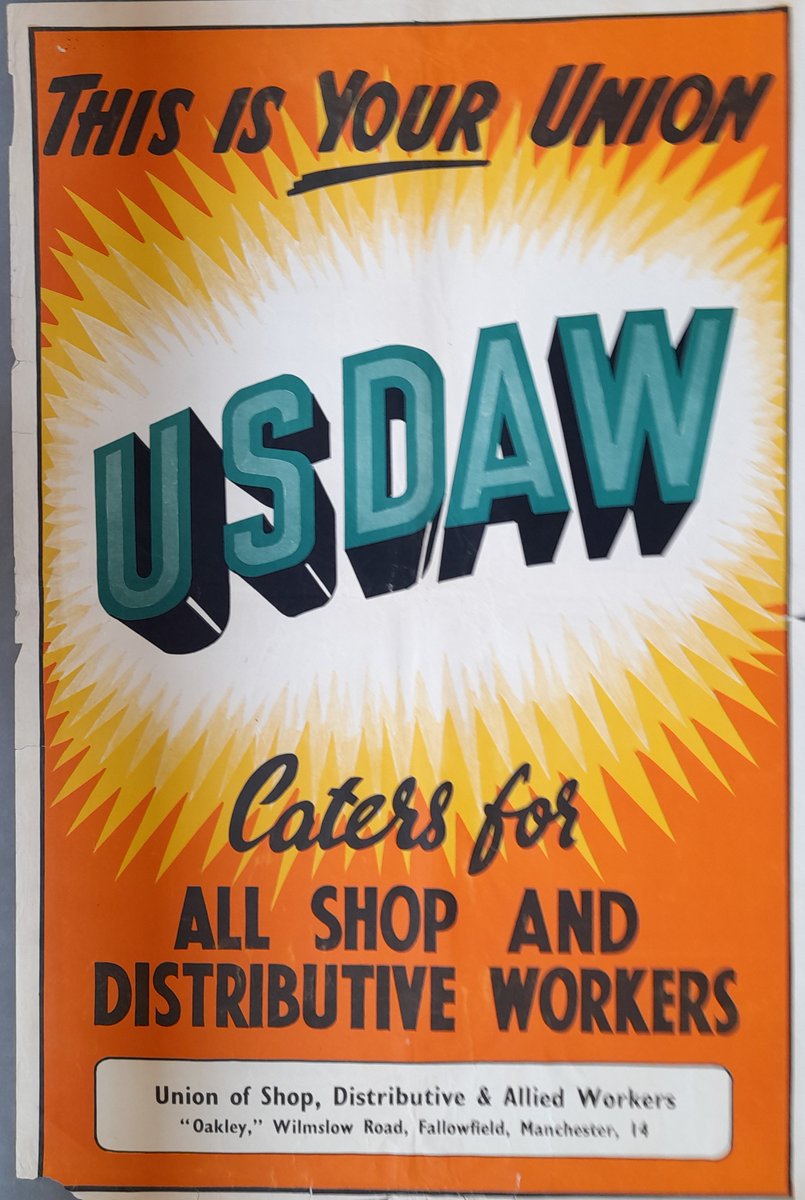 THIS IS YOUR UNION
USDAW
Caters for
ALL SHOP AND
DISTRIBUTIVE WORKERS
Union of Shop, Distributive & Allied Workers
"Oakley," Wilmslow Road, Fallowfield, Manchester, 14